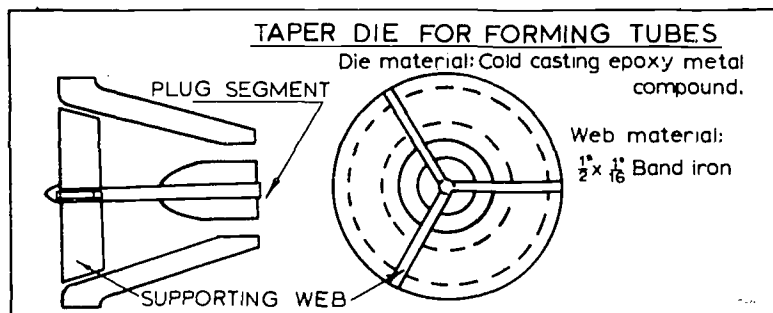 TAPER DIE FOR FORMING TUBES
Die material: Cold casting epoxy metal
compound.
PLUG SEGMENT
Web material:
1/2" x 1/16" Band iron
SUPPORTING WEB